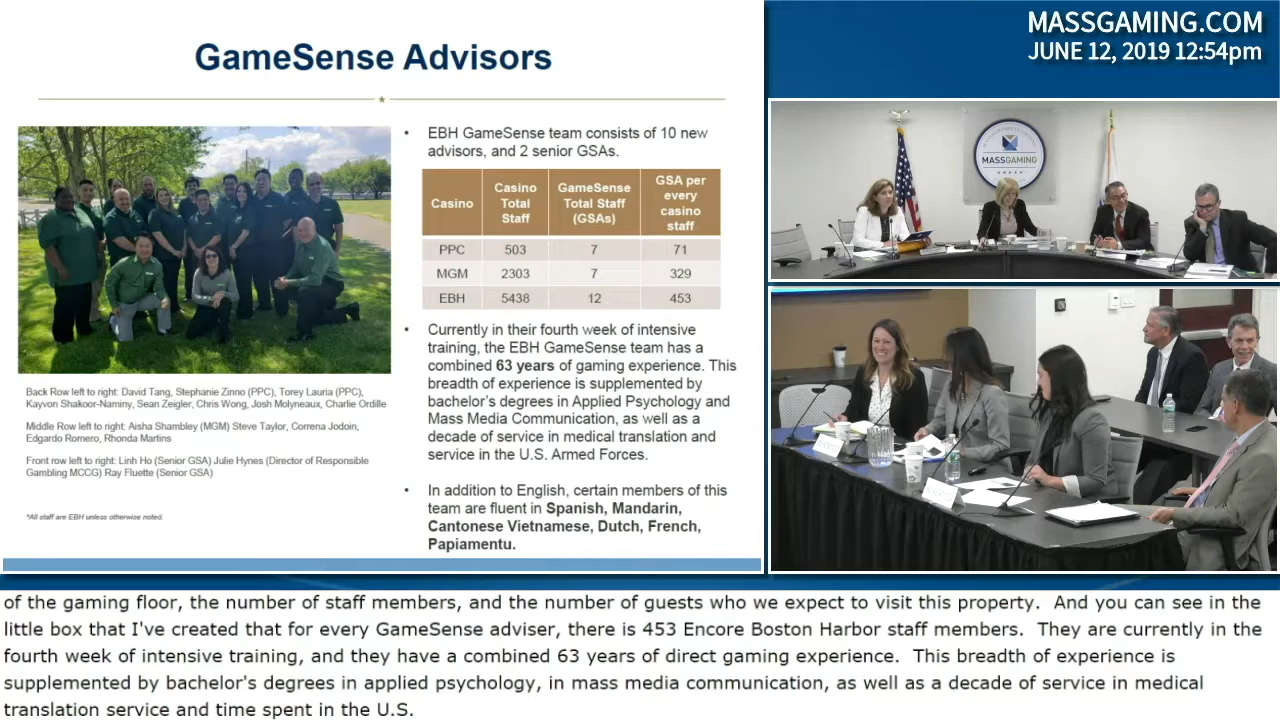 GameSense Advisors
Back Row left to right: David Tang, Stephanie Zinno (PPC), Torey Lauria (PPC),
Kayvon Shakoor-Naminy, Sean Zeigler, Chris Wong, Josh Molyneaux, Charlie Ordille
Middle Row left to right: Aisha Shambley (MGM) Steve Taylor, Correna Jodoin,
Edgardo Romero, Rhonda Martins
Front row left to right: Linh Ho (Senior GSA) Julie Hynes (Director of Responsible
Gambling MCCG) Ray Fluette (Senior GSA)
*All staff are EBH unless otherwise noted.
• EBH GameSense team consists of 10 new
advisors, and 2 senior GSAs.
Casino Casino Total Staff GameSense Total Staff (GSAs) GSA per every casino staff
PPC 503 7 71
MGM 2303 7 329
EBH 5438 12 453
• Currently in their fourth week of intensive
training, the EBH GameSense team has a
combined 63 years of gaming experience. This
breadth of experience is supplemented by
bachelor's degrees in Applied Psychology and
Mass Media Communication, as well as a
decade of service in medical translation and
service in the U.S. Armed Forces.
• In addition to English, certain members of this
team are fluent in Spanish, Mandarin,
Cantonese Vietnamese, Dutch, French,
Papiamentu.
MASSGAMING.COM
JUNE 12, 2019 12:54pm
MASSGAMING
of the gaming floor, the number of staff members, and the number of guests who we expect to visit this property. And you can see in the
little box that I've created that for every GameSense adviser, there is 453 Encore Boston Harbor staff members. They are currently in the
fourth week of intensive training, and they have a combined 63 years of direct gaming experience. This breadth of experience is
supplemented by bachelor's degrees in applied psychology, in mass media communication, as well as a decade of service in medical
translation service and time spent in the U.S.